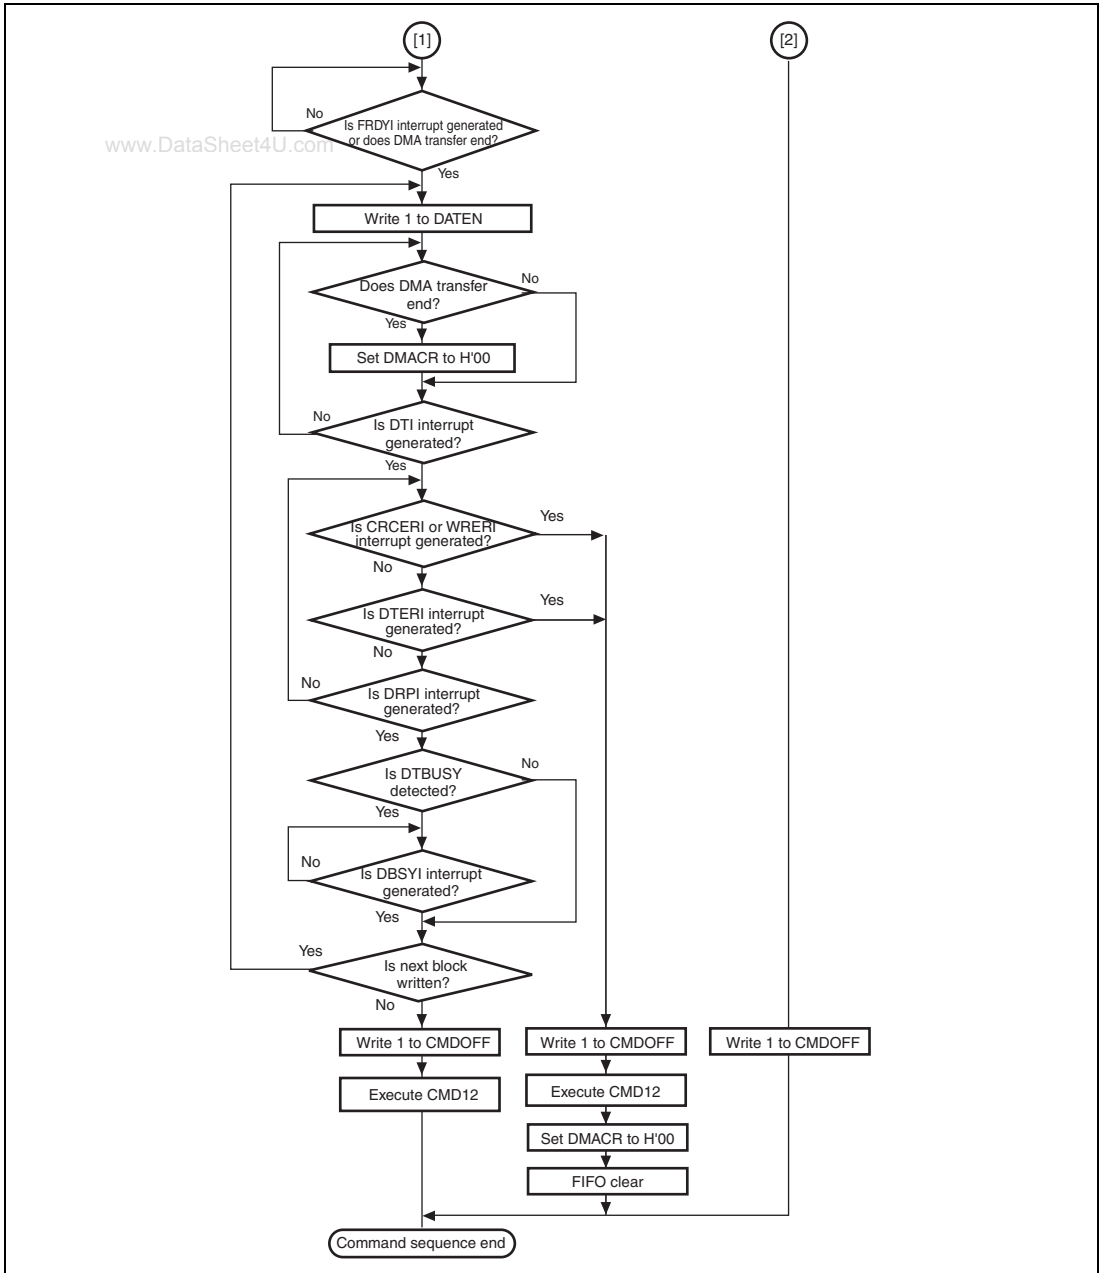 [1]
[2]
No
Is FRDYI interrupt generated
or does DMA transfer end?
www.DataSheet4U.com
Yes
Write 1 to DATEN
Does DMA transfer
end?
No
Yes
Set DMACR to H'00
No
Is DTI interrupt
generated?
Yes
Is CRCERI or WRERI
interrupt generated?
Yes
No
Is DTERI interrupt
generated?
Yes
No
No
Is DRPI interrupt
generated?
Yes
Is DTBUSY
detected?
No
Yes
No
Is DBSYI interrupt
generated?
Yes
Yes
Is next block
written?
No
Write 1 to CMDOFF
Write 1 to CMDOFF
Write 1 to CMDOFF
Execute CMD12
Execute CMD12
Set DMACR to H'00
FIFO clear
Command sequence end